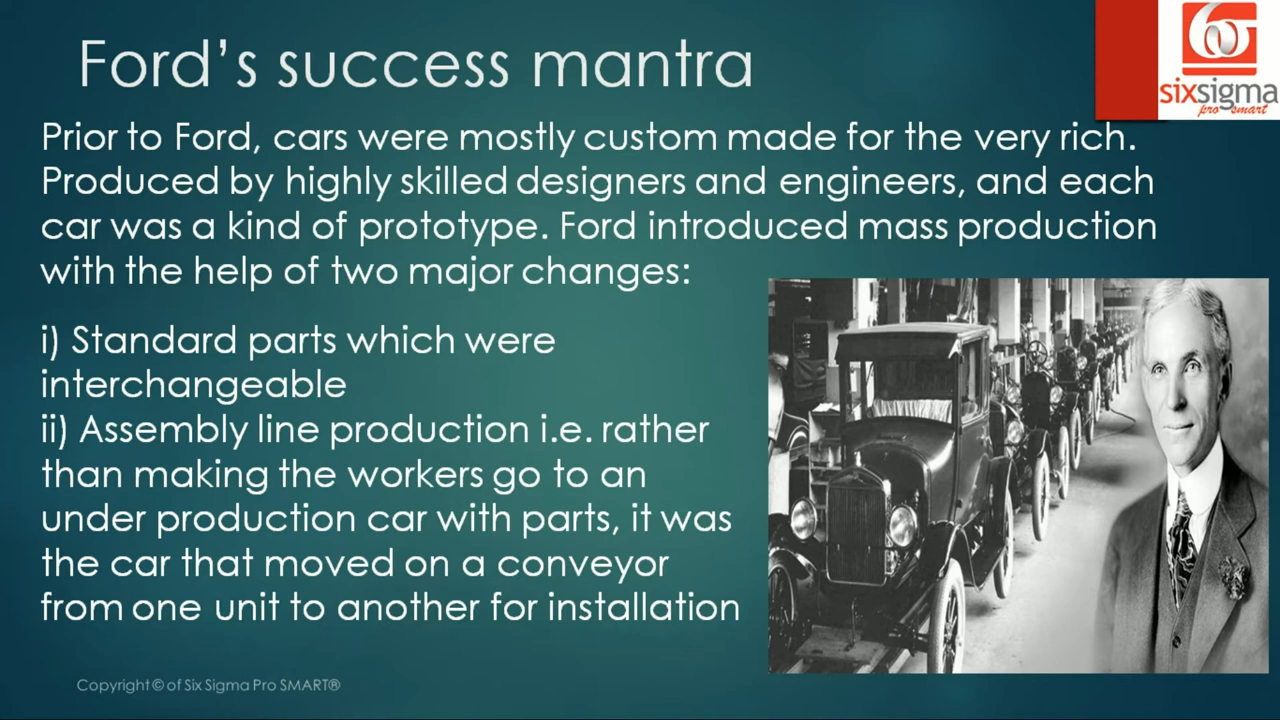 Ford’s success mantra
6σ
sixsigma
pro smart
Prior to Ford, cars were mostly custom made for the very rich.
Produced by highly skilled designers and engineers, and each
car was a kind of prototype. Ford introduced mass production
with the help of two major changes:
i) Standard parts which were
interchangeable
ii) Assembly line production i.e. rather
than making the workers go to an
under production car with parts, it was
the car that moved on a conveyor
from one unit to another for installation
Copyright © of Six Sigma Pro SMART®